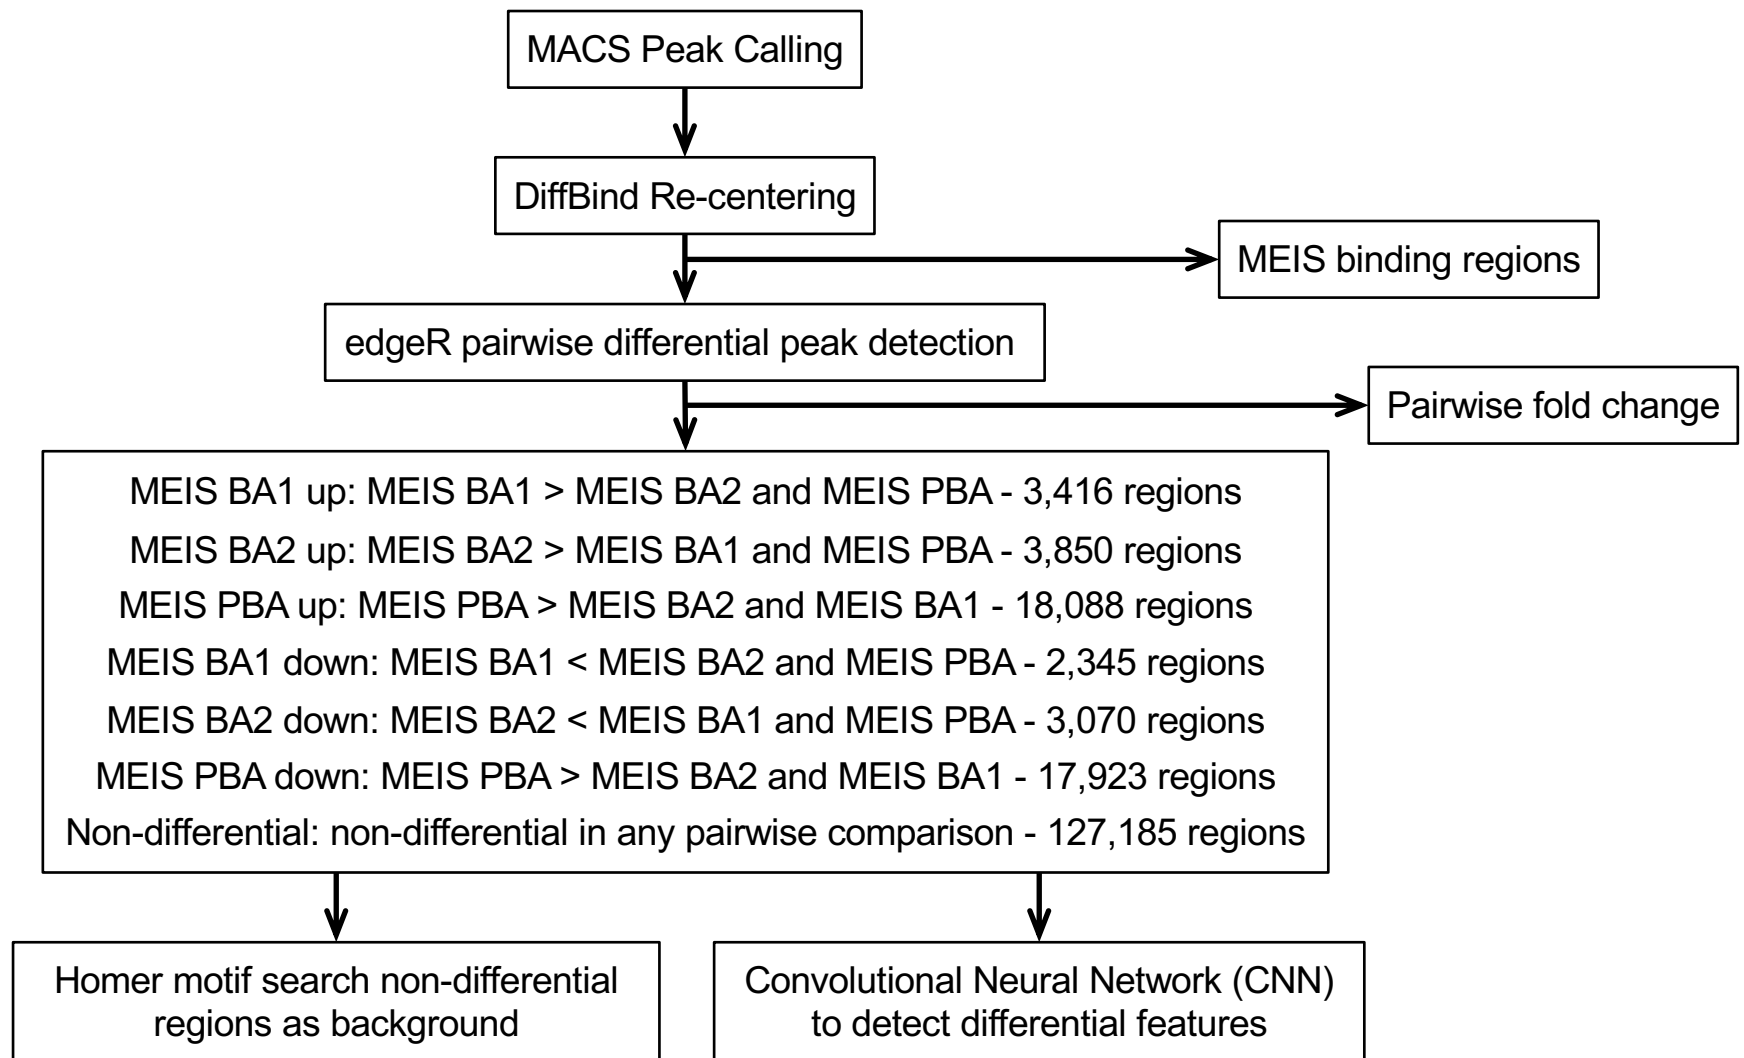 MACS Peak Calling
DiffBind Re-centering
MEIS binding regions
edgeR pairwise differential peak detection
Pairwise fold change
MEIS BA1 up: MEIS BA1 > MEIS BA2 and MEIS PBA - 3,416 regions
MEIS BA2 up: MEIS BA2 > MEIS BA1 and MEIS PBA - 3,850 regions
MEIS PBA up: MEIS PBA > MEIS BA2 and MEIS BA1 - 18,088 regions
MEIS BA1 down: MEIS BA1 < MEIS BA2 and MEIS PBA - 2,345 regions
MEIS BA2 down: MEIS BA2 < MEIS BA1 and MEIS PBA - 3,070 regions
MEIS PBA down: MEIS PBA > MEIS BA2 and MEIS BA1 - 17,923 regions
Non-differential: non-differential in any pairwise comparison - 127,185 regions
Homer motif search non-differential
regions as background
Convolutional Neural Network (CNN)
to detect differential features